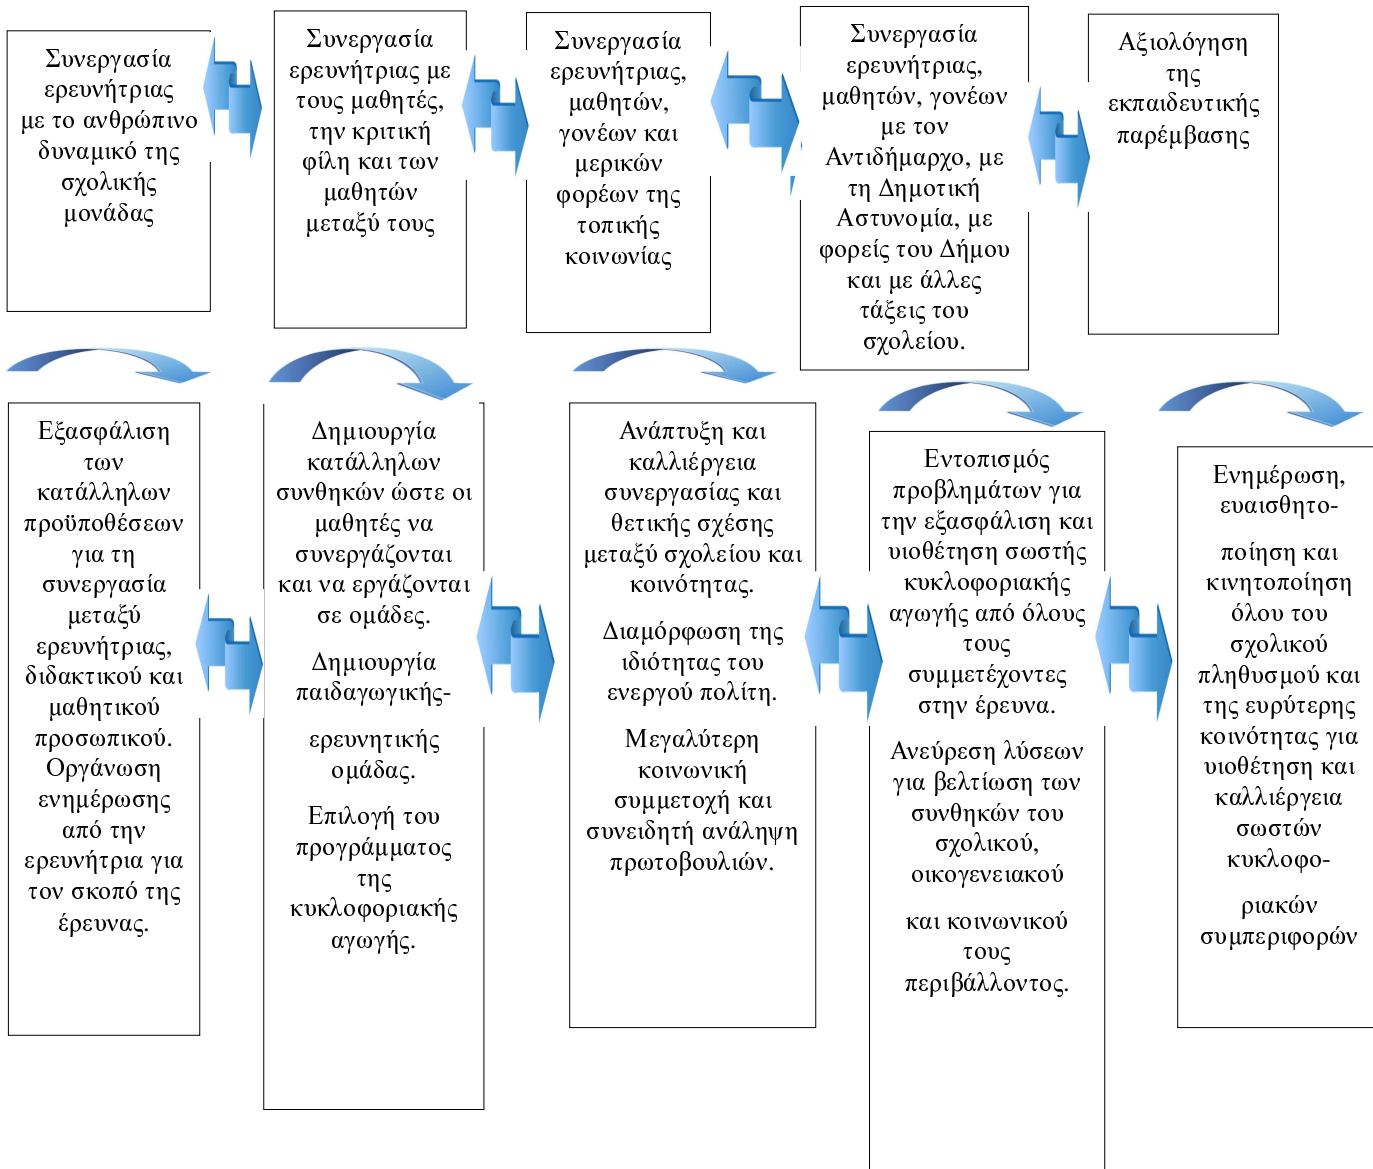 Συνεργασία
ερευνήτριας
με το ανθρώπινο
δυναμικό της
σχολικής
μονάδας
Συνεργασία
ερευνήτριας με
τους μαθητές,
την κριτική
φίλη και των
μαθητών
μεταξύ τους
Συνεργασία
ερευνήτριας,
μαθητών,
γονέων και
μερικών
φορέων της
τοπικής
κοινωνίας
Συνεργασία
ερευνήτριας,
μαθητών, γονέων
με τον
Αντιδήμαρχο, με
τη Δημοτική
Αστυνομία, με
φορείς του Δήμου
και με άλλες
τάξεις του
σχολείου.
Αξιολόγηση
της
εκπαιδευτικής
παρέμβασης
Εξασφάλιση
των
κατάλληλων
προϋποθέσεων
για τη
συνεργασία
μεταξύ
ερευνήτριας,
διδακτικού και
μαθητικού
προσωπικού.
Οργάνωση
ενημέρωσης
από την
ερευνήτρια για
τον σκοπό της
έρευνας.
Δημιουργία
κατάλληλων
συνθηκών ώστε οι
μαθητές να
συνεργάζονται
και να εργάζονται
σε ομάδες.
Δημιουργία
παιδαγωγικής-
ερευνητικής
ομάδας.
Επιλογή του
προγράμματος
της
κυκλοφοριακής
αγωγής.
Ανάπτυξη και
καλλιέργεια
συνεργασίας και
θετικής σχέσης
μεταξύ σχολείου και
κοινότητας.
Διαμόρφωση της
ιδιότητας του
ενεργού πολίτη.
Μεγαλύτερη
κοινωνική
συμμετοχή και
συνειδητή ανάληψη
πρωτοβουλιών.
Εντοπισμός
προβλημάτων για
την εξασφάλιση και
υιοθέτηση σωστής
κυκλοφοριακής
αγωγής από όλους
τους
συμμετέχοντες
στην έρευνα.
Ανεύρεση λύσεων
για βελτίωση των
συνθηκών του
σχολικού,
οικογενειακού
και κοινωνικού
τους
περιβάλλοντος.
Ενημέρωση,
ευαισθητο-
ποίηση και
κινητοποίηση
όλου του
σχολικού
πληθυσμού και
της ευρύτερης
κοινότητας για
υιοθέτηση και
καλλιέργεια
σωστών
κυκλοφο-
ριακών
συμπεριφορών